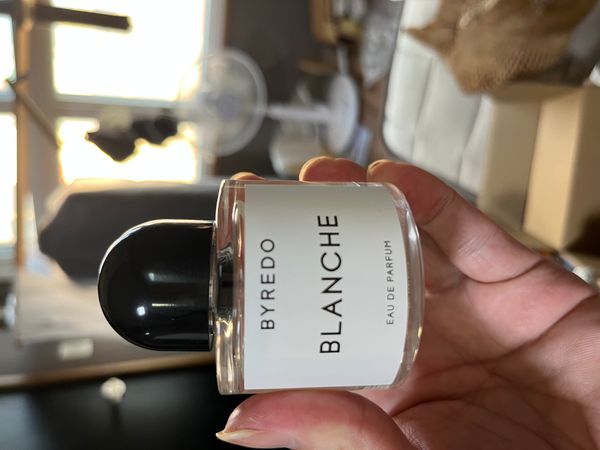 BYREDO
BLANCHE
EAU DE PARFUM